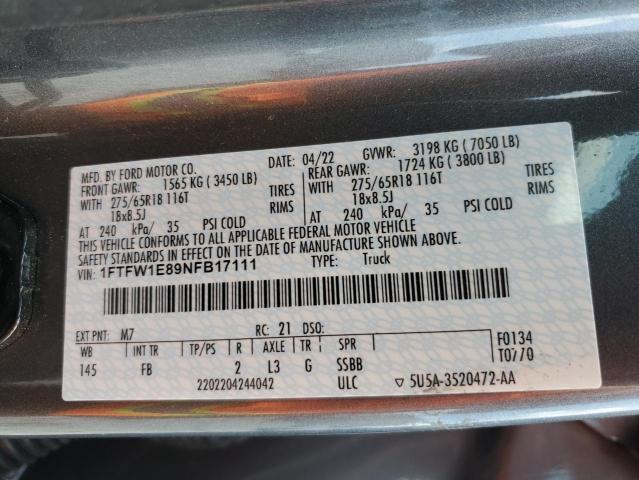 MFD. BY FORD MOTOR CO.
DATE: 04/22 GVWR: 3198 KG ( 7050 LB)
FRONT GAWR: 1565 KG ( 3450 LB) REAR GAWR: 1724 KG ( 3800 LB)
WITH 275/65R18 116T TIRES WITH 275/65R18 116T TIRES
18x8.5J RIMS 18x8.5J RIMS
AT 240 kPa/ 35 PSI COLD AT 240 kPa/ 35 PSI COLD
THIS VEHICLE CONFORMS TO ALL APPLICABLE FEDERAL MOTOR VEHICLE
SAFETY STANDARDS IN EFFECT ON THE DATE OF MANUFACTURE SHOWN ABOVE.
VIN: 1FTFW1E89NFB17111 TYPE: Truck
EXT PNT: M7 RC: 21 DSO:
WB INT TR TP/PS R AXLE TR SPR
145 FB 2 L3 G SSBB
2202204244042 ULC
F0134
T0770
5U5A-3520472-AA